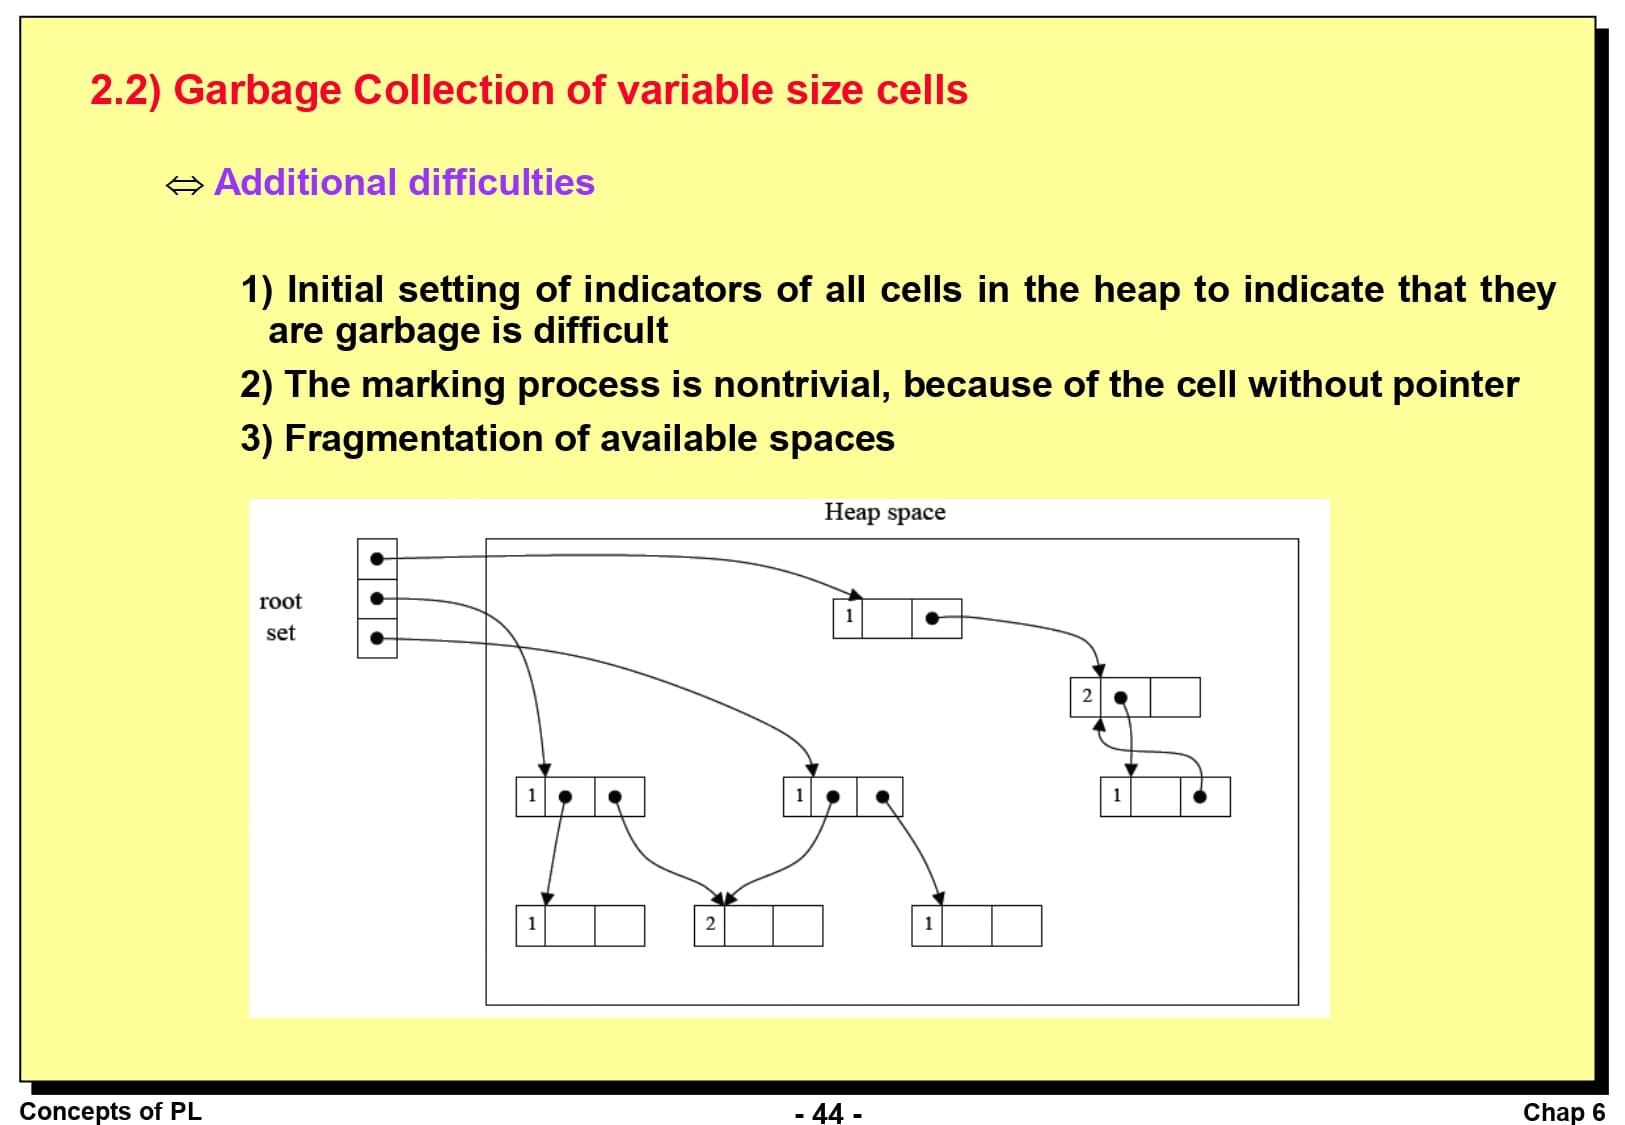 2.2) Garbage Collection of variable size cells
⇔ Additional difficulties
1) Initial setting of indicators of all cells in the heap to indicate that they
are garbage is difficult
2) The marking process is nontrivial, because of the cell without pointer
3) Fragmentation of available spaces
Heap space
root
set
1
2
1
1
1
1
2
1
Concepts of PL
- 44 -
Chap 6